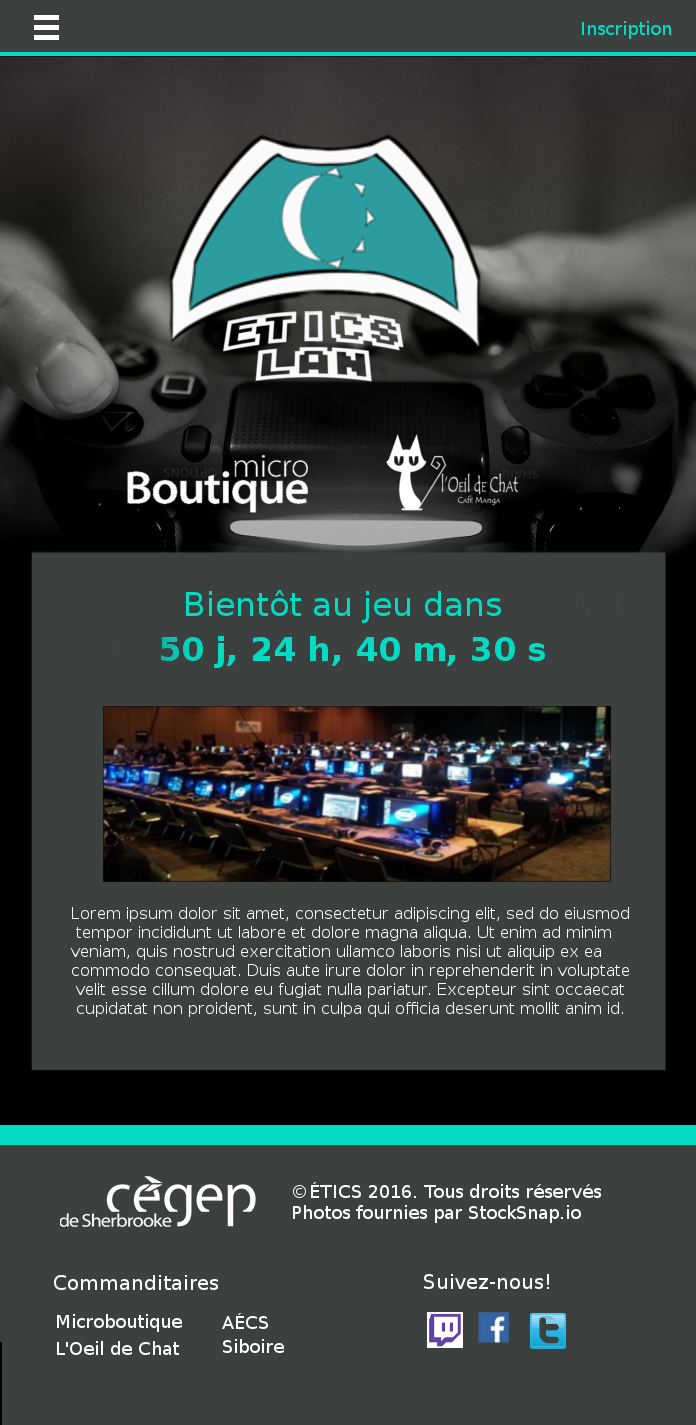 Inscription
ETICS
LAN
micro
Boutique
l'Oeil de Chat
Café Manga
Bientôt au jeu dans
50 j, 24 h, 40 m, 30 s
Lorem ipsum dolor sit amet, consectetur adipiscing elit, sed do eiusmod
tempor incididunt ut labore et dolore magna aliqua. Ut enim ad minim
veniam, quis nostrud exercitation ullamco laboris nisi ut aliquip ex ea
commodo consequat. Duis aute irure dolor in reprehenderit in voluptate
velit esse cillum dolore eu fugiat nulla pariatur. Excepteur sint occaecat
cupidatat non proident, sunt in culpa qui officia deserunt mollit anim id.
cégep
de Sherbrooke
©ÉTICS 2016. Tous droits réservés
Photos fournies par StockSnap.io
Commanditaires
Suivez-nous!
Microboutique
AÉCS
L'Oeil de Chat
Siboire